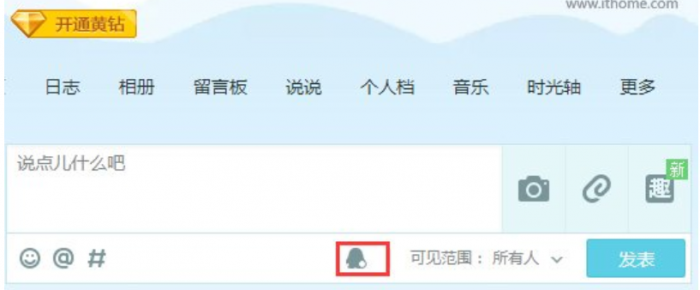 www.ithome.com
开通黄钻
日志 相册 留言板 说说 个人档 音乐 时光轴 更多
说点儿什么吧
新
趣
@ # 可见范围：所有人 发表